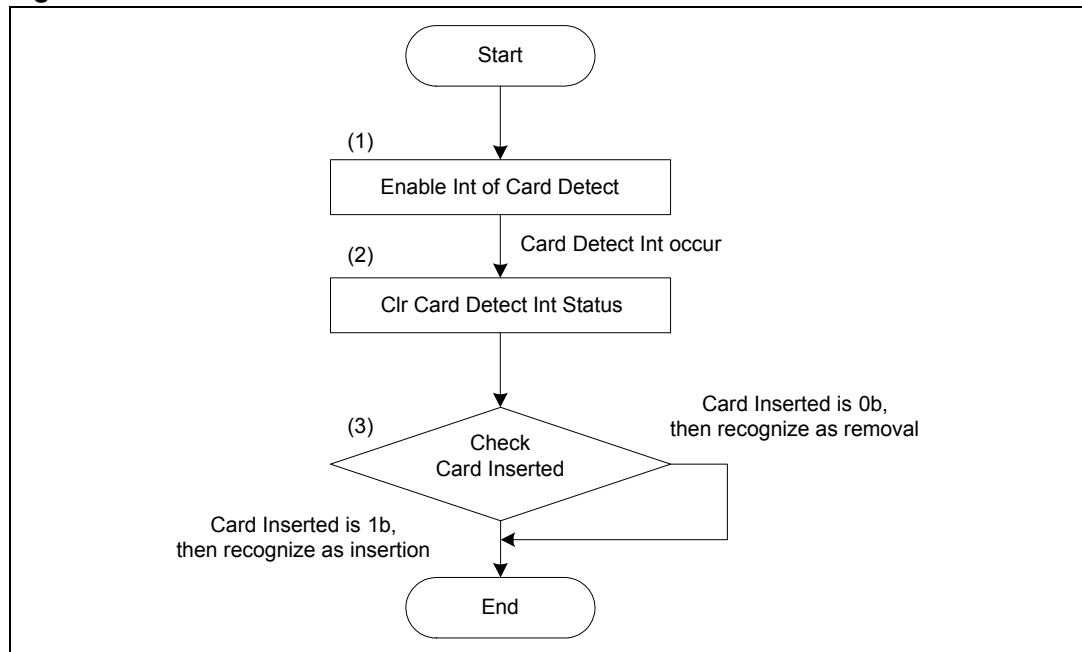 Start
(1)
Enable Int of Card Detect
Card Detect Int occur
(2)
Clr Card Detect Int Status
(3)
Check
Card Inserted
Card Inserted is 0b,
then recognize as removal
Card Inserted is 1b,
then recognize as insertion
End